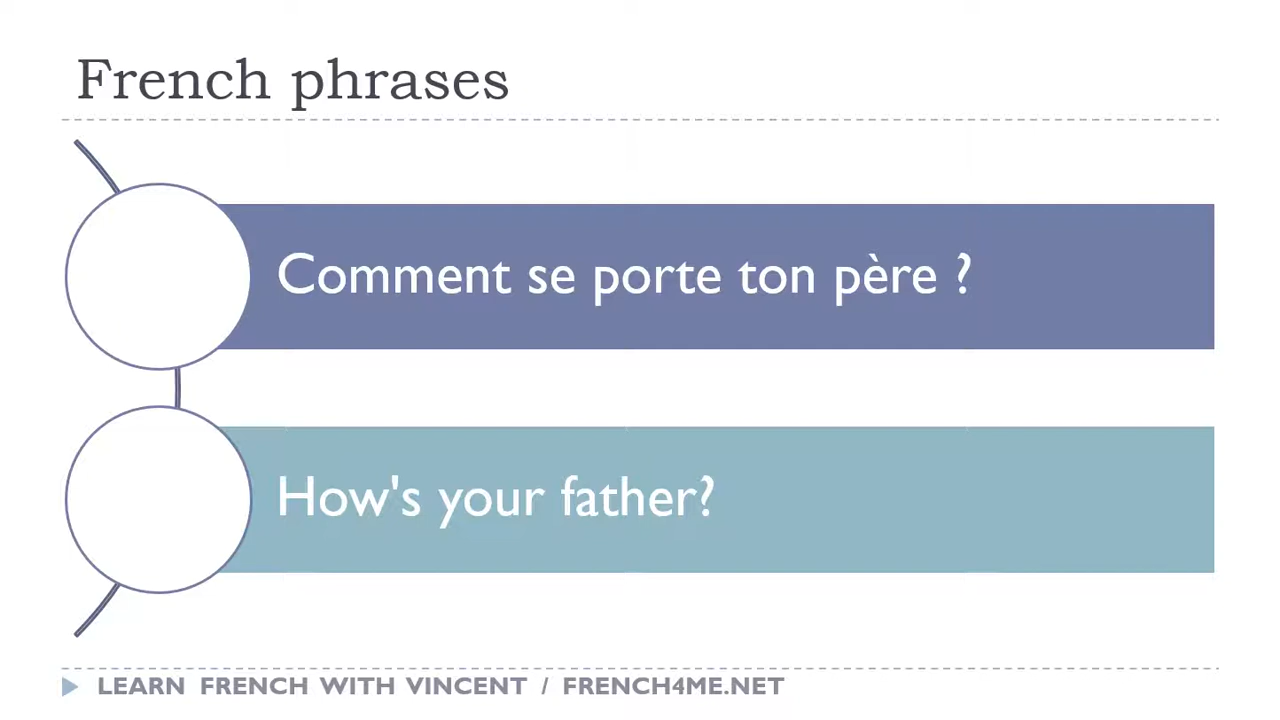 French phrases
Comment se porte ton père ?
How's your father?
LEARN FRENCH WITH VINCENT / FRENCH4ME.NET